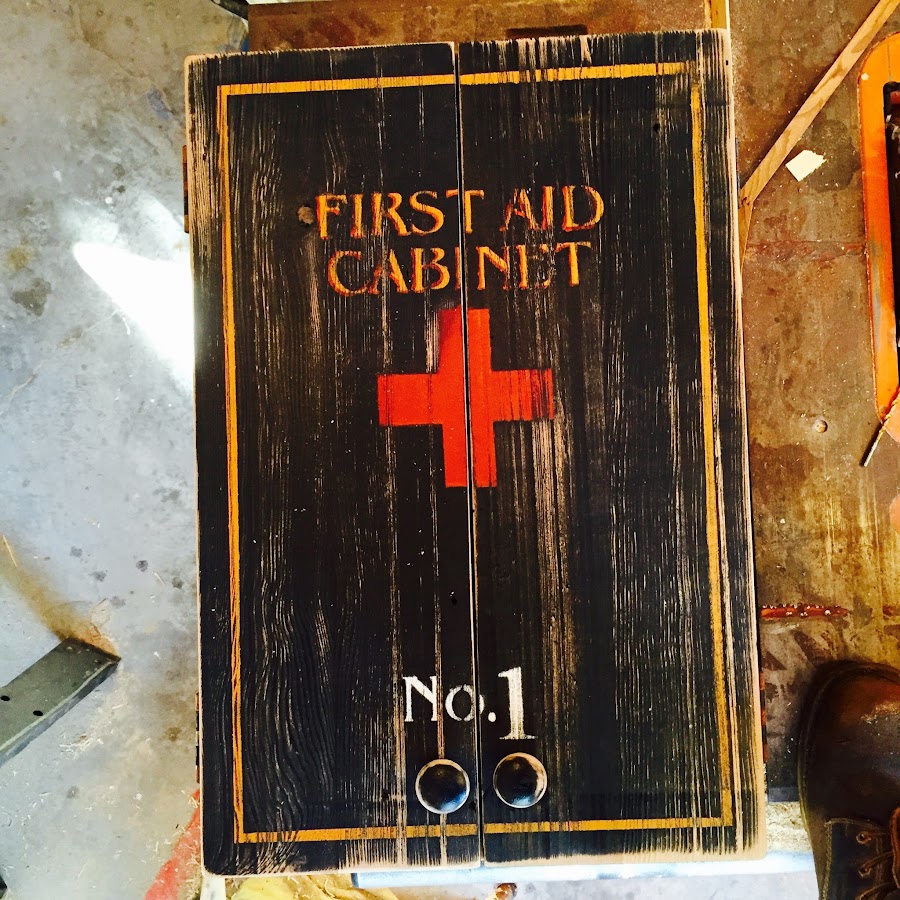 FIRST AID
CABINET
No.1